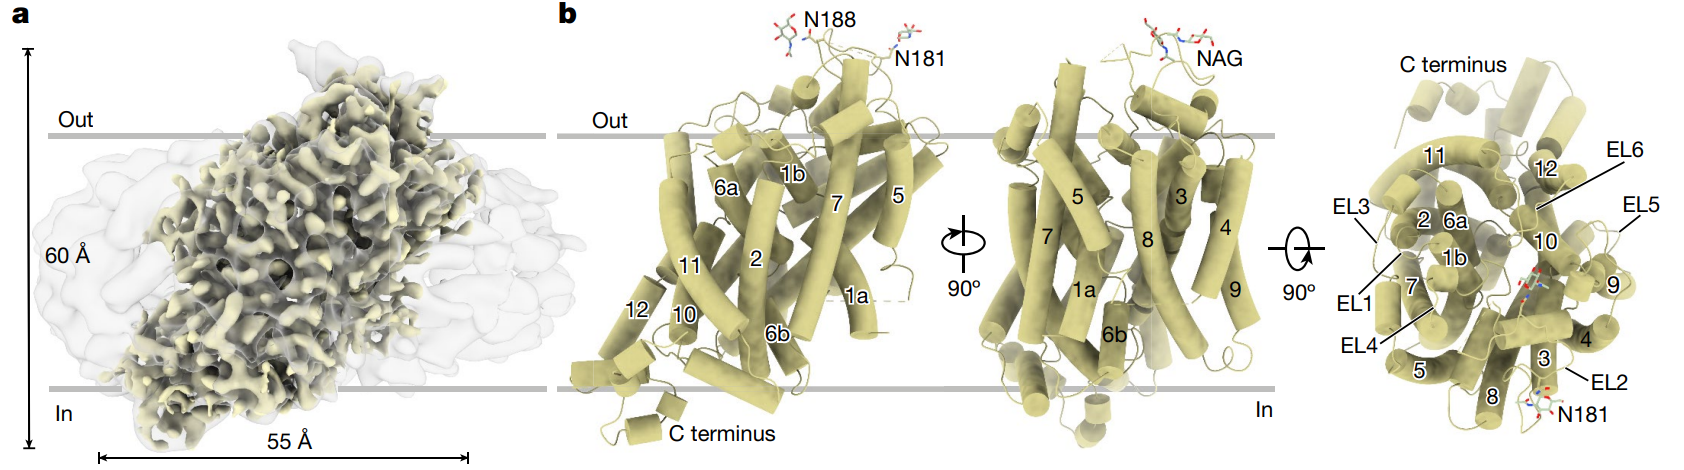 a
Out
60 Å
In
55 Å
b
N188
N181
Out
6a
1b
7
5
2
11
1a
12
10
6b
C terminus
90°
NAG
5
3
7
8
4
1a
9
6b
In
90°
C terminus
11
12
EL6
EL3
EL5
2
6a
10
1b
EL1
7
9
EL4
4
5
3
EL2
8
N181